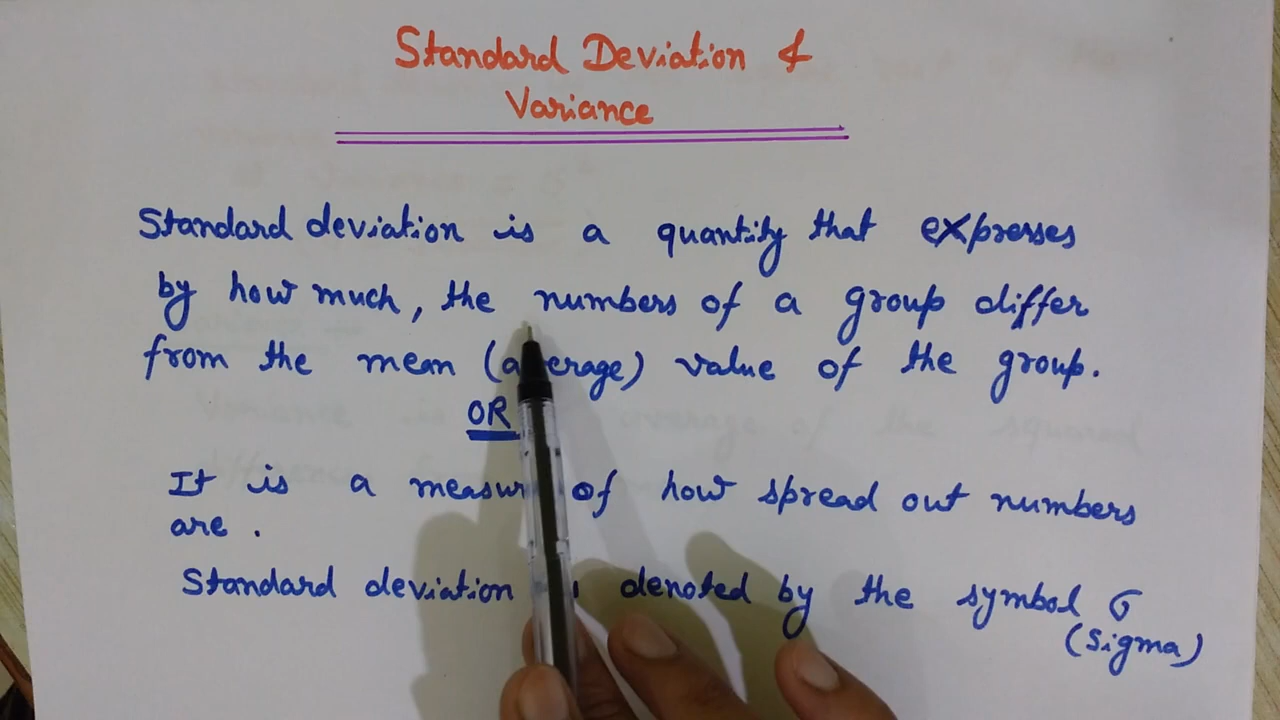 Standard Deviation &
Variance
Standard deviation is a quantity that expresses
by how much, the numbers of a group differ
from the mean (average) value of the group.
OR
It is a measure of how spread out numbers
are.
Standard deviation denoted by the symbol σ
(Sigma)